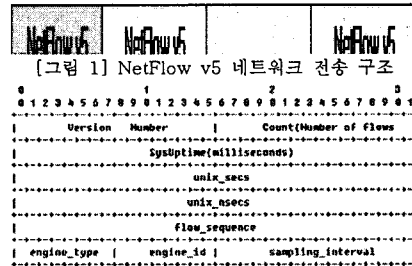 NetFlow v5 NetFlow v5 NetFlow v5
[그림 1] NetFlow v5 네트워크 전송 구조
0 1 2 3
0 1 2 3 4 5 6 7 8 9 0 1 2 3 4 5 6 7 8 9 0 1 2 3 4 5 6 7 8 9 0 1
| Version Number | Count(Number of flows
| SysUptime(milliseconds)
| unix_secs
| unix_nsecs
| flow_sequence
| engine_type | engine_id | sampling_interval